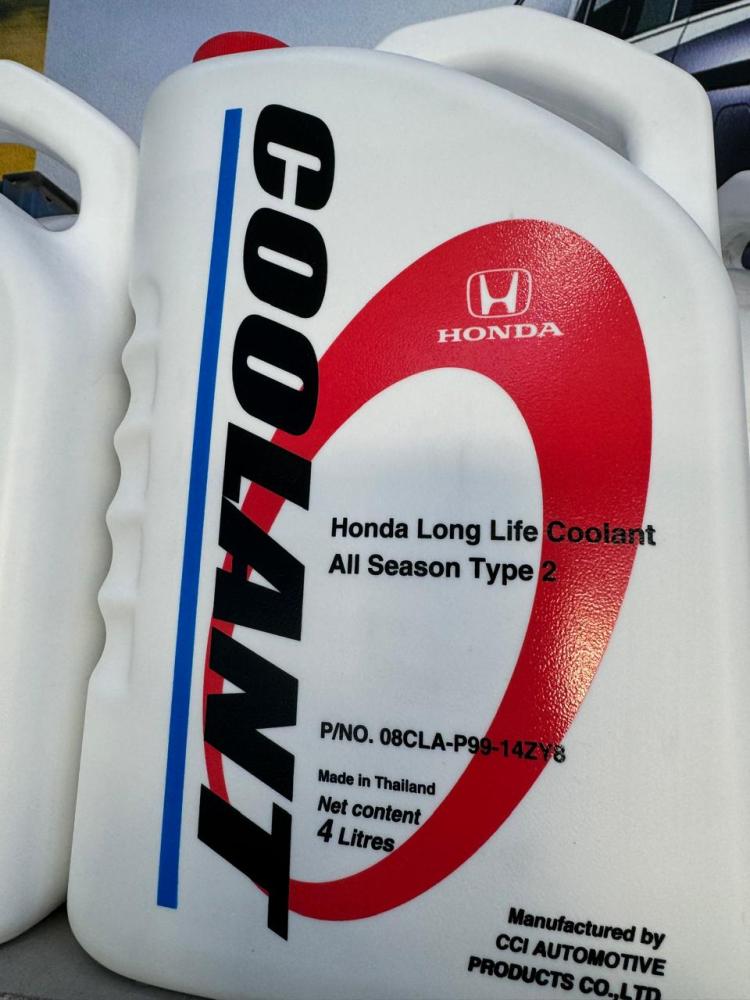 COOLANT
HONDA
Honda Long Life Coolant
All Season Type 2
P/NO. 08CLA-P99-14ZY8
Made in Thailand
Net content
4 Litres
Manufactured by
CCI AUTOMOTIVE
PRODUCTS CO.,LTD.